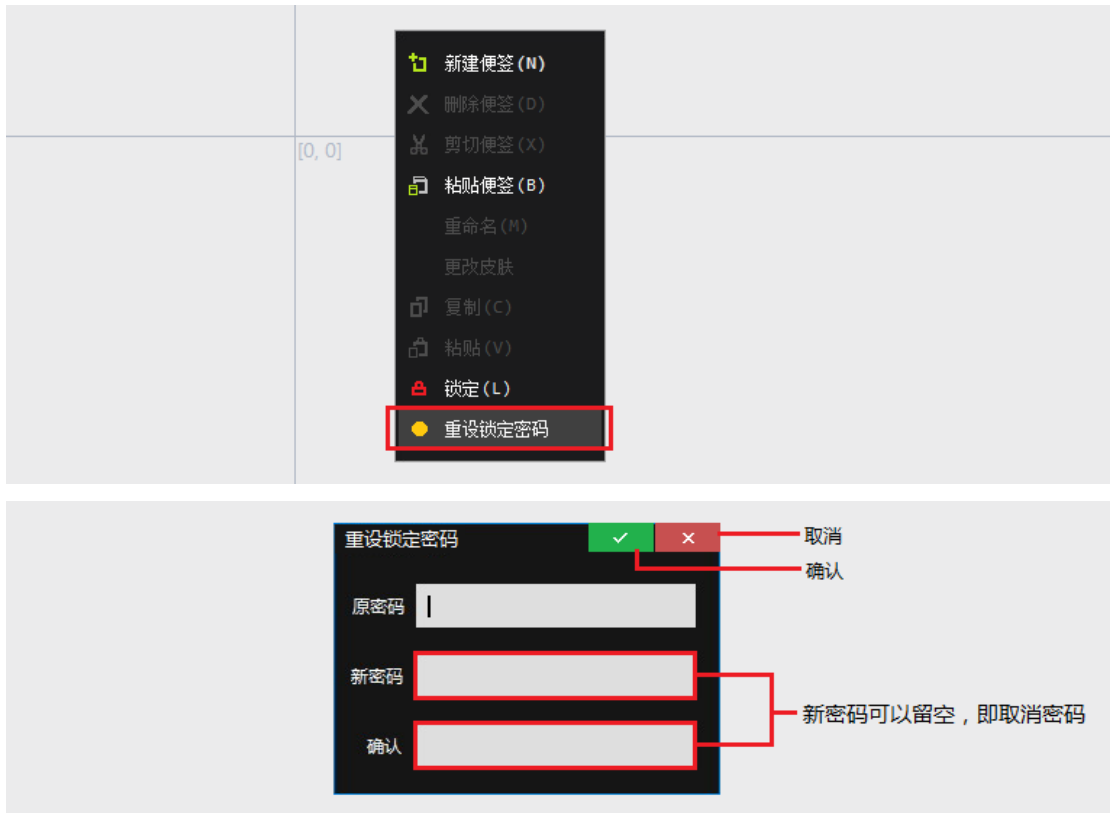 新建便签(N)
删除便签(D)
[0, 0]
剪切便签(X)
粘贴便签(B)
重命名(M)
更改皮肤
复制(C)
粘贴(V)
锁定(L)
重设锁定密码
重设锁定密码
取消
确认
原密码
新密码
新密码可以留空，即取消密码
确认